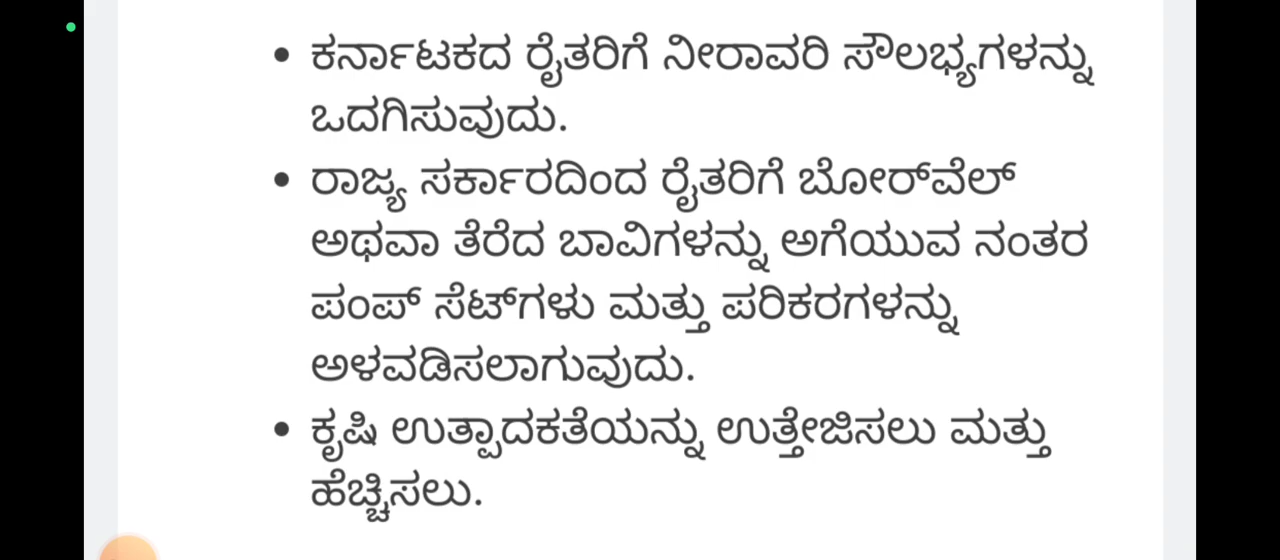 • ಕರ್ನಾಟಕದ ರೈತರಿಗೆ ನೀರಾವರಿ ಸೌಲಭ್ಯಗಳನ್ನು
ಒದಗಿಸುವುದು.
• ರಾಜ್ಯ ಸರ್ಕಾರದಿಂದ ರೈತರಿಗೆ ಬೋರ್‌ವೆಲ್
ಅಥವಾ ತೆರೆದ ಬಾವಿಗಳನ್ನು ಅಗೆಯುವ ನಂತರ
ಪಂಪ್ ಸೆಟ್‌ಗಳು ಮತ್ತು ಪರಿಕರಗಳನ್ನು
ಅಳವಡಿಸಲಾಗುವುದು.
• ಕೃಷಿ ಉತ್ಪಾದಕತೆಯನ್ನು ಉತ್ತೇಜಿಸಲು ಮತ್ತು
ಹೆಚ್ಚಿಸಲು.